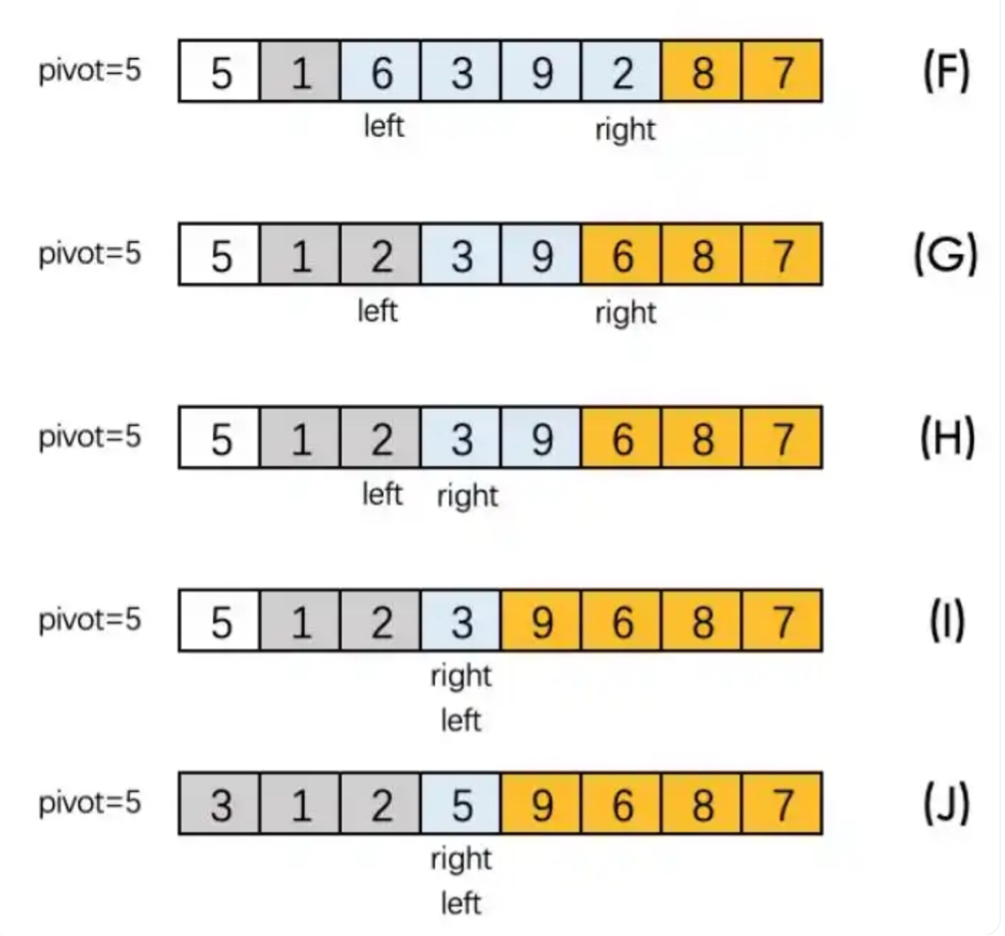 pivot=5 5 1 6 3 9 2 8 7 (F)
left right
pivot=5 5 1 2 3 9 6 8 7 (G)
left right
pivot=5 5 1 2 3 9 6 8 7 (H)
left right
pivot=5 5 1 2 3 9 6 8 7 (I)
right
left
pivot=5 3 1 2 5 9 6 8 7 (J)
right
left